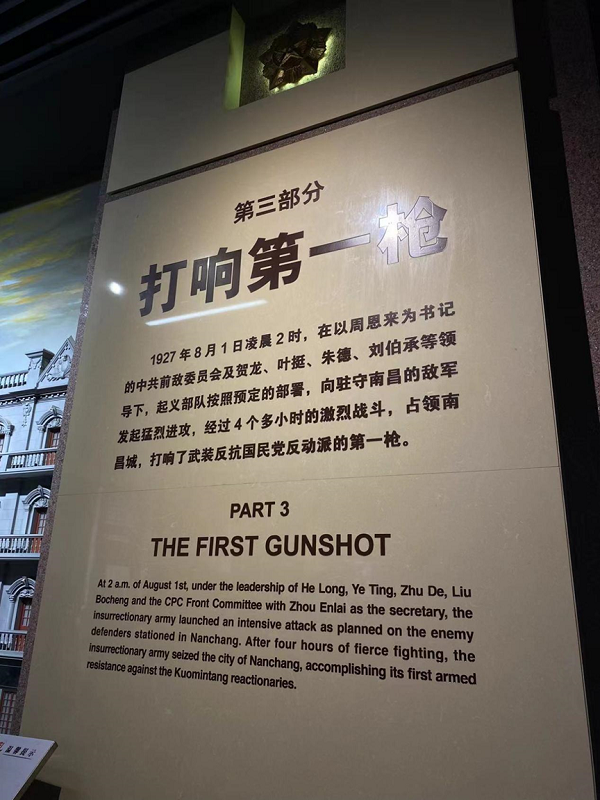 第三部分
打响第一枪
1927年8月1日凌晨2时，在以周恩来为书记
的中共前敌委员会及贺龙、叶挺、朱德、刘伯承等领
导下，起义部队按照预定的部署，向驻守南昌的敌军
发起猛烈进攻，经过4个多小时的激烈战斗，占领南
昌城，打响了武装反抗国民党反动派的第一枪。
PART 3
THE FIRST GUNSHOT
At 2 a.m. of August 1st, under the leadership of He Long, Ye Ting, Zhu De, Liu
Bocheng and the CPC Front Committee with Zhou Enlai as the secretary, the
insurrectionary army launched an intensive attack as planned on the enemy
defenders stationed in Nanchang. After four hours of fierce fighting, the
insurrectionary army seized the city of Nanchang, accomplishing its first armed
resistance against the Kuomintang reactionaries.